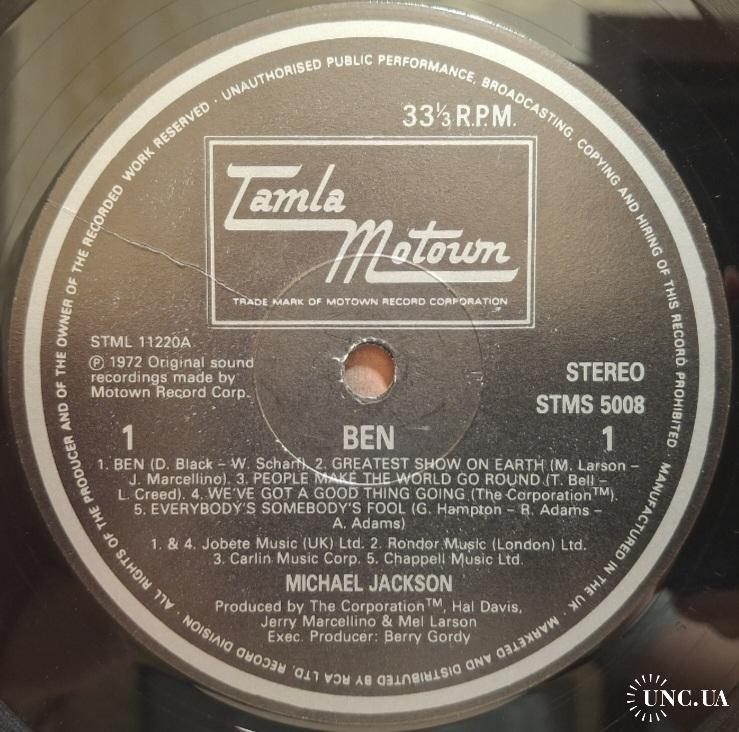 ALL RIGHTS OF THE PRODUCER AND OF THE OWNER OF THE RECORDED WORK RESERVED · UNAUTHORISED PUBLIC PERFORMANCE, BROADCASTING, COPYING AND HIRING OF THIS RECORD PROHIBITED · MANUFACTURED IN THE UK · MARKETED AND DISTRIBUTED BY RCA LTD. RECORD DIVISION
33⅓ R.P.M.
Tamla
Motown
TRADE MARK OF MOTOWN RECORD CORPORATION
STML 11220A
℗ 1972 Original sound
recordings made by
Motown Record Corp.
STEREO
STMS 5008
1 BEN 1
1. BEN (D. Black – W. Scharf). 2. GREATEST SHOW ON EARTH (M. Larson –
J. Marcellino). 3. PEOPLE MAKE THE WORLD GO ROUND (T. Bell –
L. Creed). 4. WE'VE GOT A GOOD THING GOING (The Corporation™).
5. EVERYBODY'S SOMEBODY'S FOOL (G. Hampton – R. Adams –
A. Adams)
1. & 4. Jobete Music (UK) Ltd. 2. Rondor Music (London) Ltd.
3. Carlin Music Corp. 5. Chappell Music Ltd.
MICHAEL JACKSON
Produced by The Corporation™, Hal Davis,
Jerry Marcellino & Mel Larson
Exec. Producer: Berry Gordy
UNC.UA